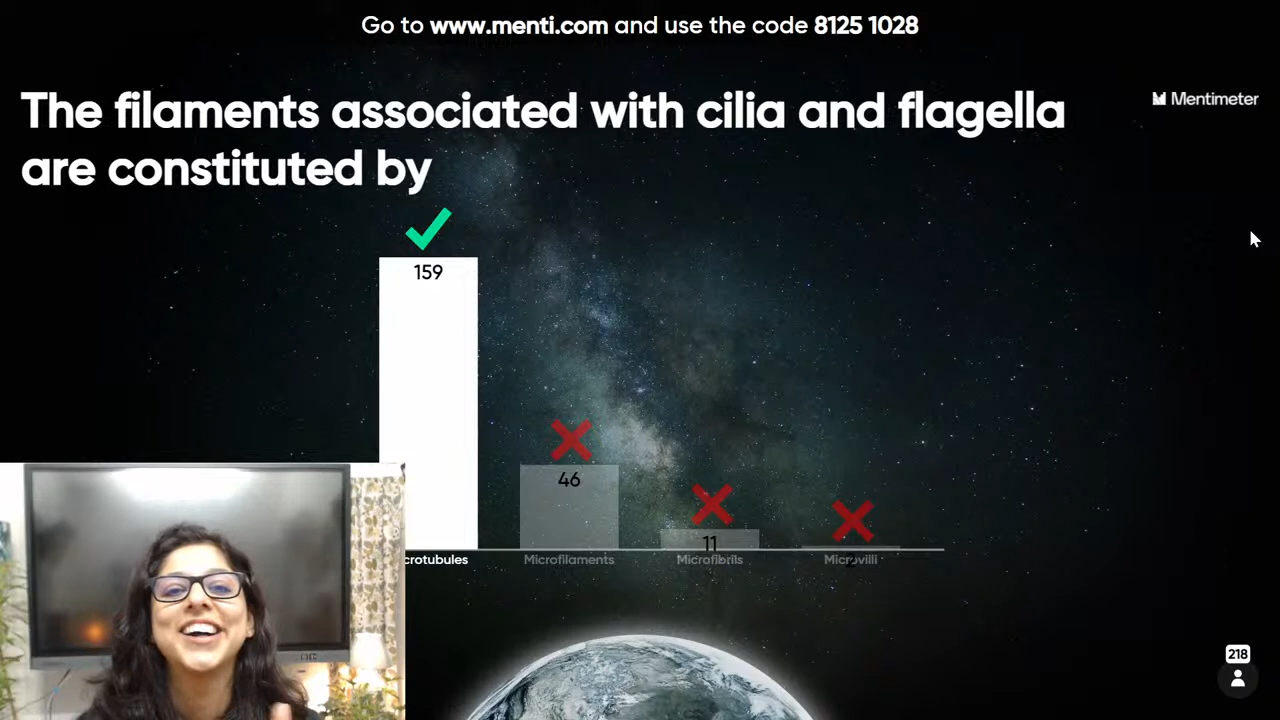 Go to www.menti.com and use the code 8125 1028
The filaments associated with cilia and flagella
Mentimeter
are constituted by
159
46
11
crotubules
Microfilaments
Microfibrils
Microvilli
218